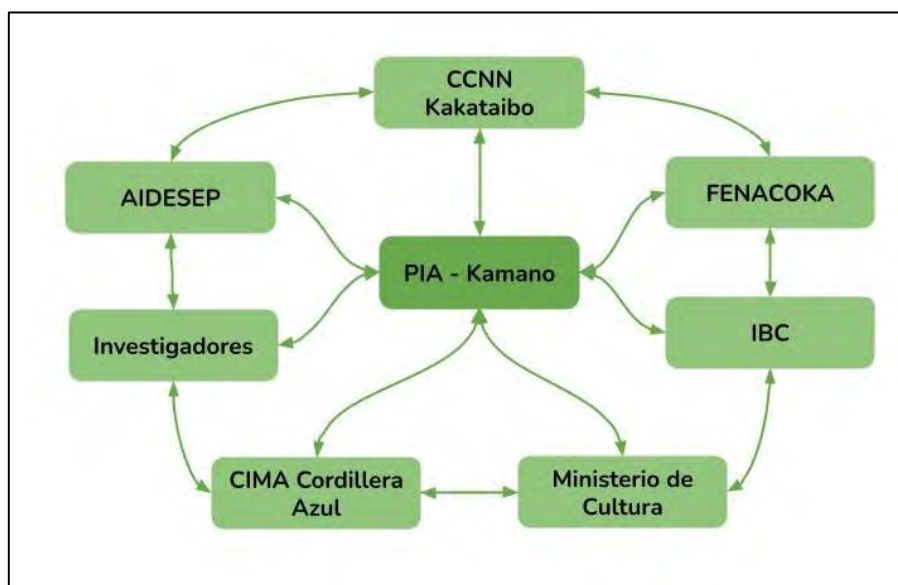 CCNN
Kakataibo
AIDESEP
FENACOKA
PIA - Kamano
Investigadores
IBC
CIMA Cordillera
Azul
Ministerio de
Cultura